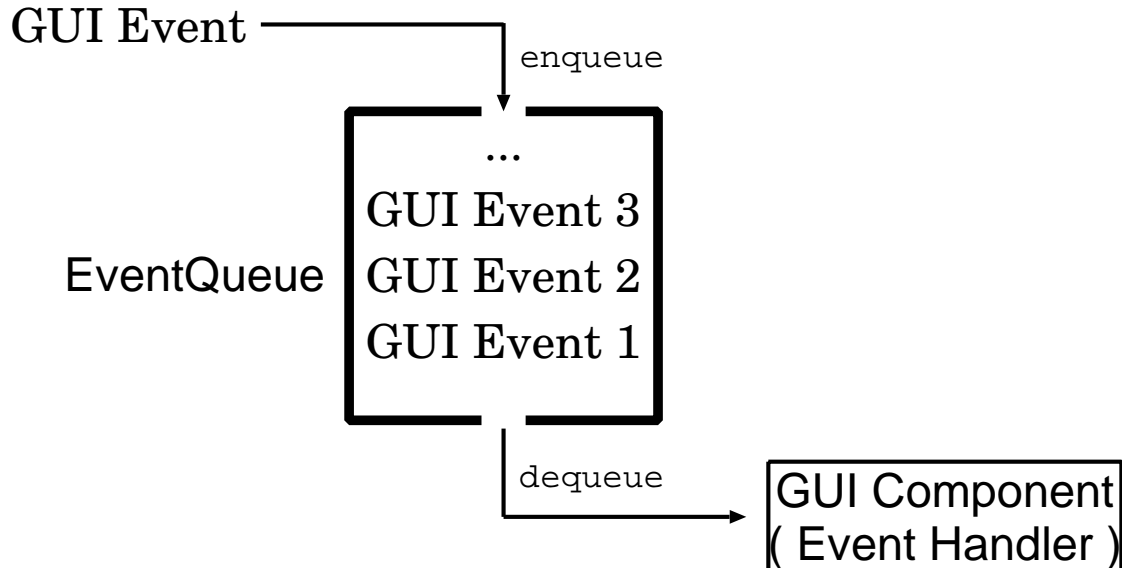 GUI Event
enqueue
...
GUI Event 3
EventQueue
GUI Event 2
GUI Event 1
dequeue
GUI Component
( Event Handler )